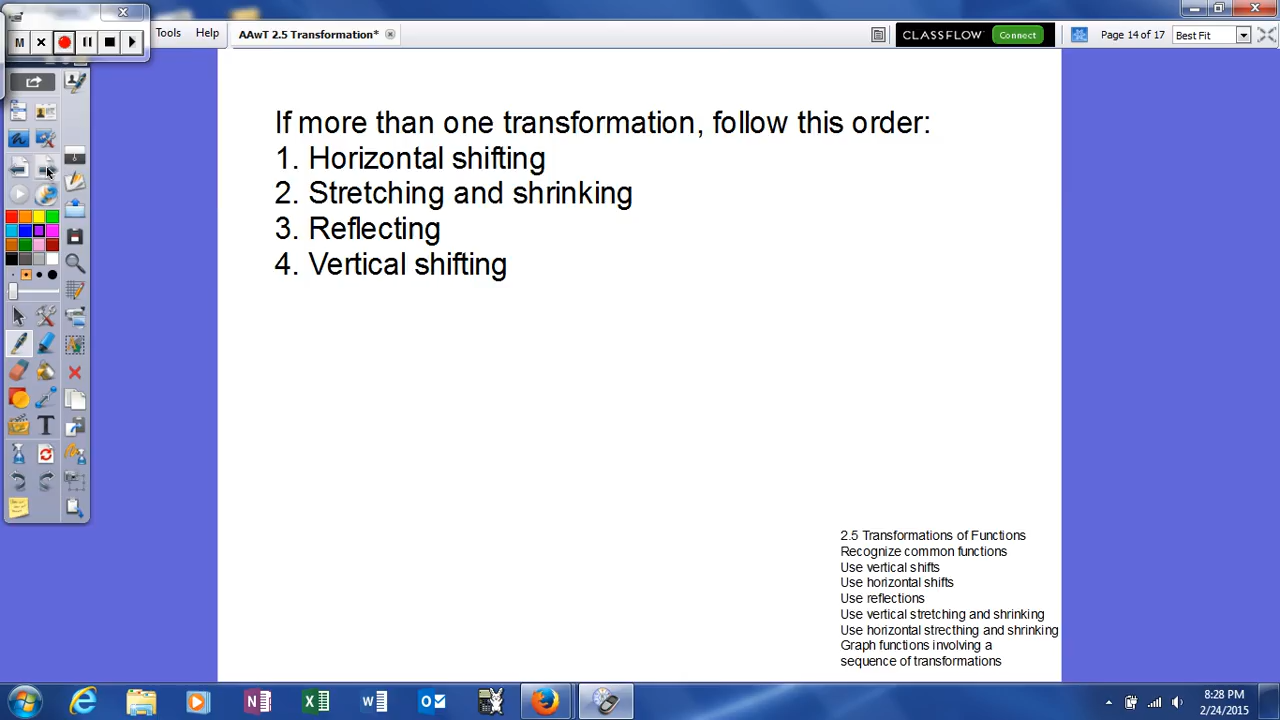 M
Tools Help
AAwT 2.5 Transformation*
CLASSFLOW Connect
Page 14 of 17
Best Fit
If more than one transformation, follow this order:
1. Horizontal shifting
2. Stretching and shrinking
3. Reflecting
4. Vertical shifting
2.5 Transformations of Functions
Recognize common functions
Use vertical shifts
Use horizontal shifts
Use reflections
Use vertical stretching and shrinking
Use horizontal strecthing and shrinking
Graph functions involving a
sequence of transformations
8:28 PM
2/24/2015